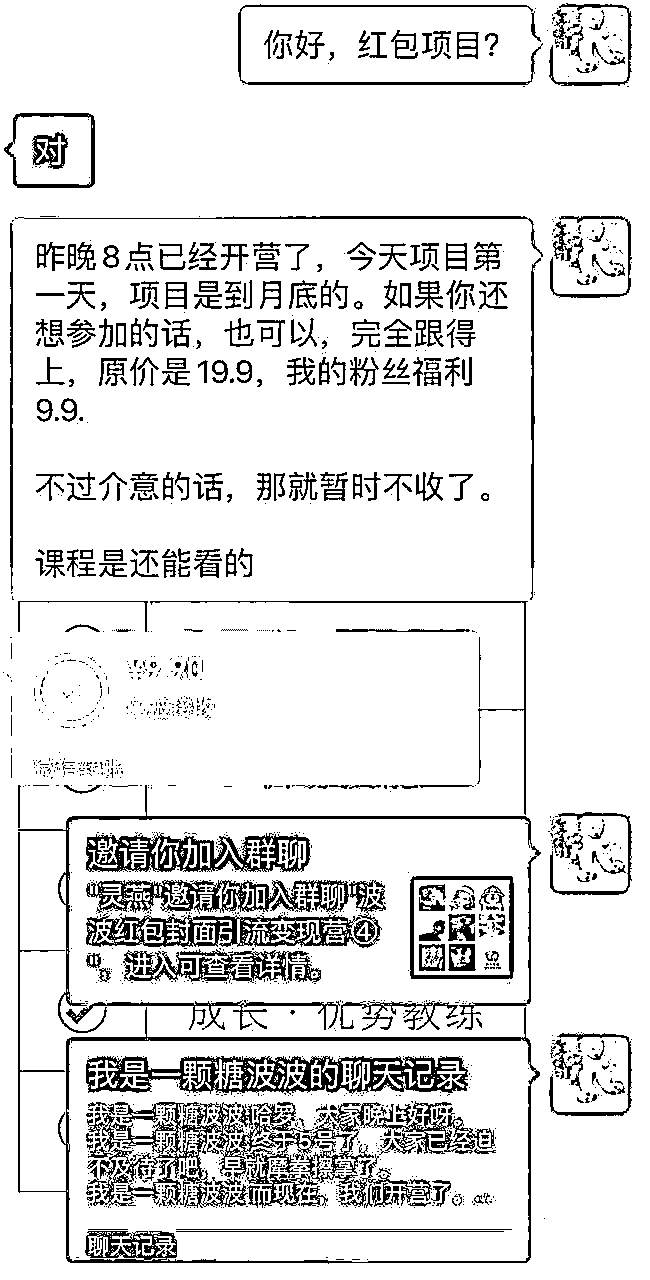 你好，红包项目？
对
昨晚8点已经开营了，今天项目第
一天，项目是到月底的。如果你还
想参加的话，也可以，完全跟得
上，原价是19.9，我的粉丝福利
9.9.
不过介意的话，那就暂时不收了。
课程是还能看的
邀请你加入群聊
"灵燕"邀请你加入群聊"波
波红包封面引流变现营④
"，进入可查看详情。
成长·优势教练
我是一颗糖波波的聊天记录
我是一颗糖波波:哈罗，大家晚上好呀。
我是一颗糖波波:终于5号了，大家已经迫
不及待了吧，早就摩拳擦掌了。
我是一颗糖波波:而现在，我们开营了。
聊天记录